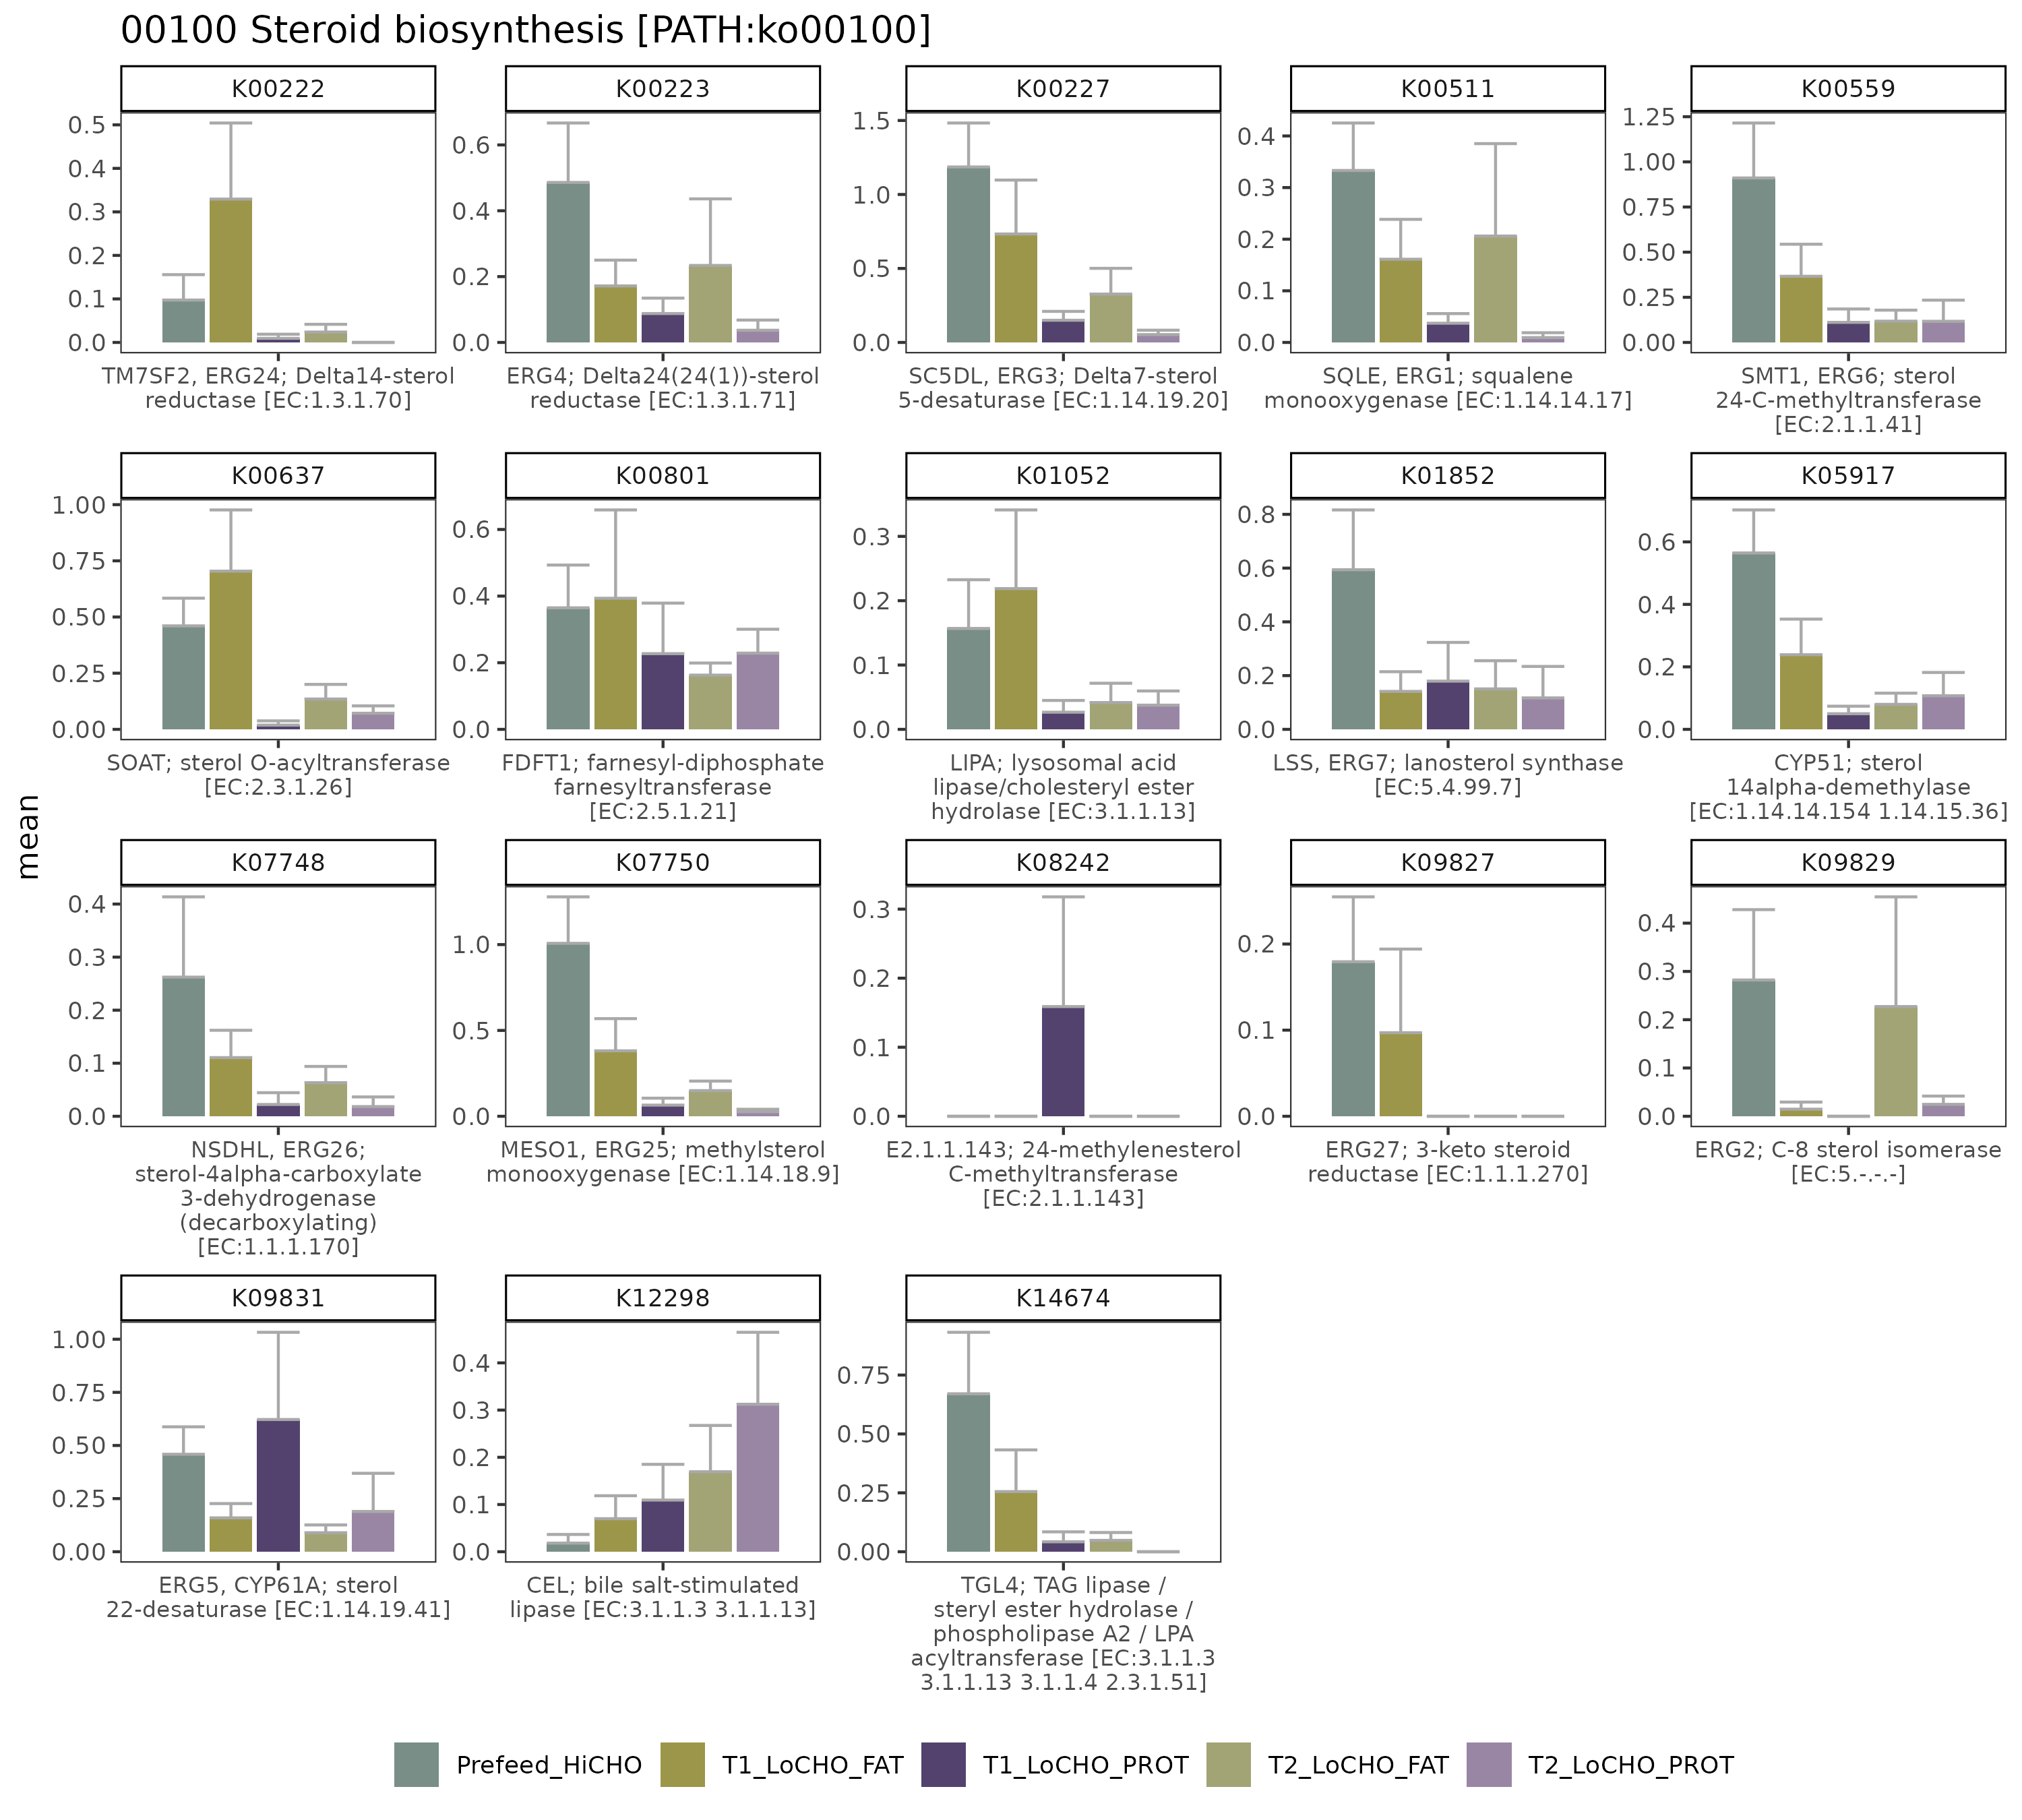 00100 Steroid biosynthesis [PATH:ko00100]
K00222
K00223
K00227
K00511
K00559
0.5
0.4
0.3
0.2
0.1
0.0
0.6
0.4
0.2
0.0
1.5
1.0
0.5
0.0
0.4
0.3
0.2
0.1
0.0
1.25
1.00
0.75
0.50
0.25
0.00
TM7SF2, ERG24; Delta14-sterol
reductase [EC:1.3.1.70]
ERG4; Delta24(24(1))-sterol
reductase [EC:1.3.1.71]
SC5DL, ERG3; Delta7-sterol
5-desaturase [EC:1.14.19.20]
SQLE, ERG1; squalene
monooxygenase [EC:1.14.14.17]
SMT1, ERG6; sterol
24-C-methyltransferase
[EC:2.1.1.41]
K00637
K00801
K01052
K01852
K05917
1.00
0.75
0.50
0.25
0.00
0.6
0.4
0.2
0.0
0.3
0.2
0.1
0.0
0.8
0.6
0.4
0.2
0.0
0.6
0.4
0.2
0.0
SOAT; sterol O-acyltransferase
[EC:2.3.1.26]
FDFT1; farnesyl-diphosphate
farnesyltransferase
[EC:2.5.1.21]
LIPA; lysosomal acid
lipase/cholesteryl ester
hydrolase [EC:3.1.1.13]
LSS, ERG7; lanosterol synthase
[EC:5.4.99.7]
CYP51; sterol
14alpha-demethylase
[EC:1.14.14.154 1.14.15.36]
mean
K07748
K07750
K08242
K09827
K09829
0.4
0.3
0.2
0.1
0.0
1.0
0.5
0.0
0.3
0.2
0.1
0.0
0.2
0.1
0.0
0.4
0.3
0.2
0.1
0.0
NSDHL, ERG26;
sterol-4alpha-carboxylate
3-dehydrogenase
(decarboxylating)
[EC:1.1.1.170]
MESO1, ERG25; methylsterol
monooxygenase [EC:1.14.18.9]
E2.1.1.143; 24-methylenesterol
C-methyltransferase
[EC:2.1.1.143]
ERG27; 3-keto steroid
reductase [EC:1.1.1.270]
ERG2; C-8 sterol isomerase
[EC:5.-.-.-]
K09831
K12298
K14674
1.00
0.75
0.50
0.25
0.00
0.4
0.3
0.2
0.1
0.0
0.75
0.50
0.25
0.00
ERG5, CYP61A; sterol
22-desaturase [EC:1.14.19.41]
CEL; bile salt-stimulated
lipase [EC:3.1.1.3 3.1.1.13]
TGL4; TAG lipase /
steryl ester hydrolase /
phospholipase A2 / LPA
acyltransferase [EC:3.1.1.3
3.1.1.13 3.1.1.4 2.3.1.51]
Prefeed_HiCHO
T1_LoCHO_FAT
T1_LoCHO_PROT
T2_LoCHO_FAT
T2_LoCHO_PROT